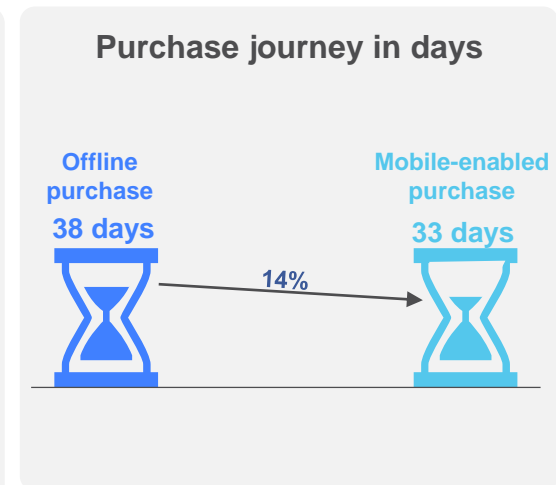 Purchase journey in days
Offline
purchase
38 days
Mobile-enabled
purchase
33 days
14%